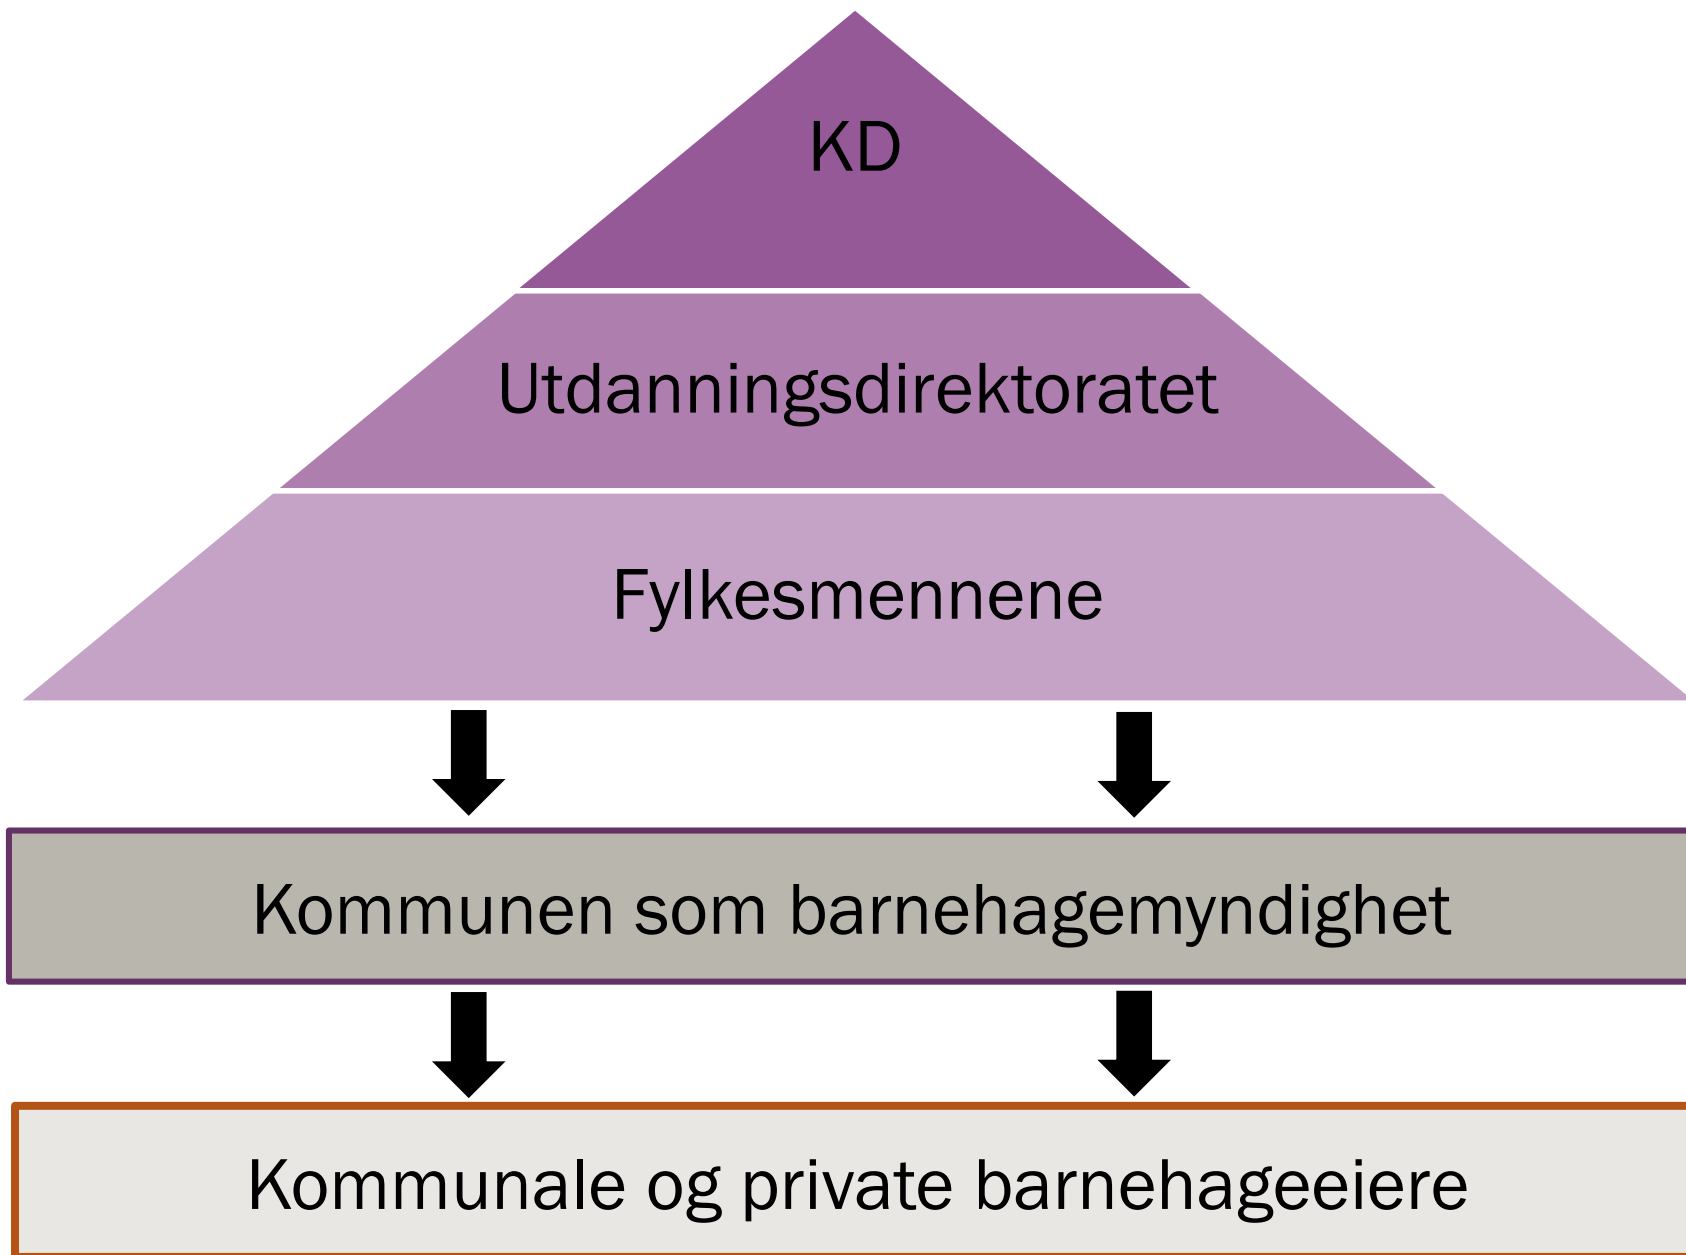 KD
Utdanningsdirektoratet
Fylkesmennene
Kommunen som barnehagemyndighet
Kommunale og private barnehageeiere